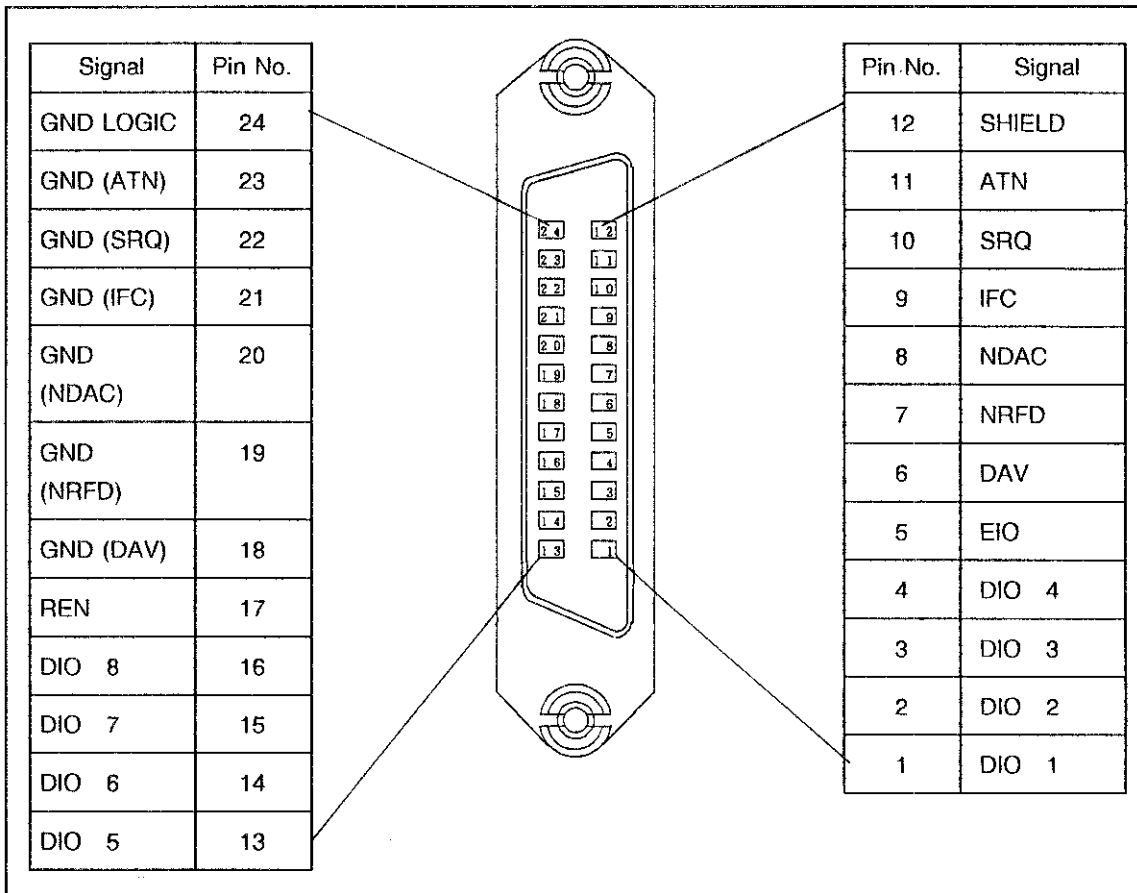 Signal Pin No.
GND LOGIC 24
GND (ATN) 23
GND (SRQ) 22
GND (IFC) 21
GND 20
(NDAC)
GND 19
(NRFD)
GND (DAV) 18
REN 17
DIO 8 16
DIO 7 15
DIO 6 14
DIO 5 13
24 12
23 11
22 10
21 9
20 8
19 7
18 6
17 5
16 4
15 3
14 2
13 1
Pin No. Signal
12 SHIELD
11 ATN
10 SRQ
9 IFC
8 NDAC
7 NRFD
6 DAV
5 EIO
4 DIO 4
3 DIO 3
2 DIO 2
1 DIO 1